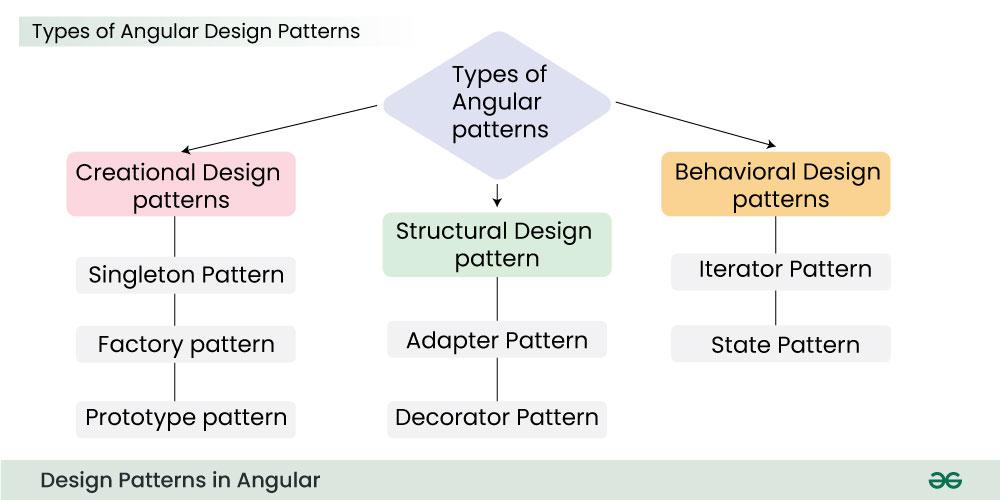 Types of Angular Design Patterns
Types of
Angular
patterns
Creational Design
patterns
Singleton Pattern
Factory pattern
Prototype pattern
Structural Design
pattern
Adapter Pattern
Decorator Pattern
Behavioral Design
patterns
Iterator Pattern
State Pattern
Design Patterns in Angular